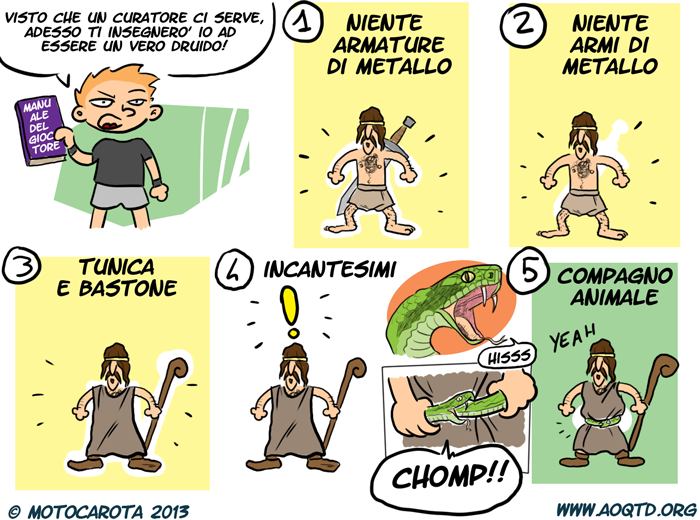 VISTO CHE UN CURATORE CI SERVE,
ADESSO TI INSEGNERO' IO AD
ESSERE UN VERO DRUIDO!
MANU
ALE
DEL
GIOC
TORE
1
NIENTE
ARMATURE
DI METALLO
2
NIENTE
ARMI DI
METALLO
3
TUNICA
E BASTONE
4
INCANTESIMI
!
HISSS
CHOMP!!
5
COMPAGNO
ANIMALE
YEAH
© MOTOCAROTA 2013
WWW.AOQTD.ORG